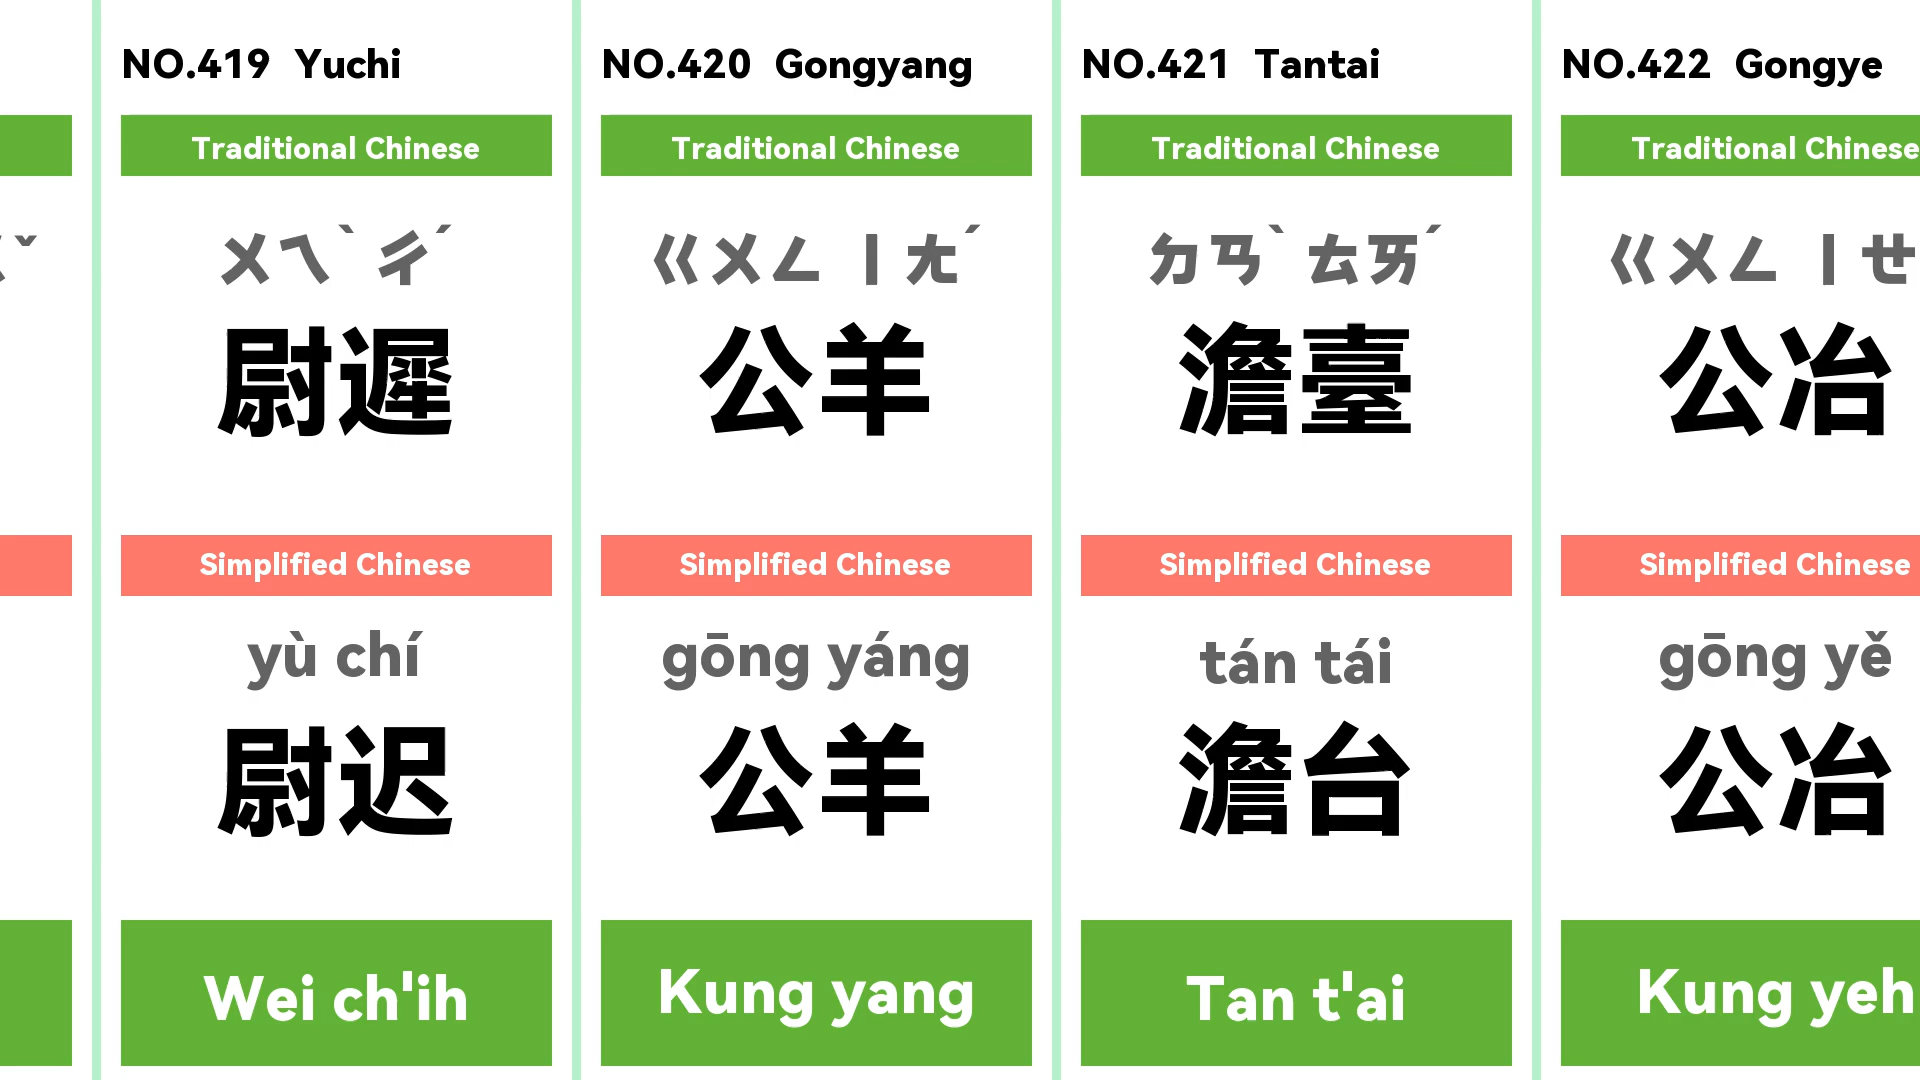 NO.419 Yuchi
Traditional Chinese
ㄨㄟˋ ㄔˊ
尉遲
Simplified Chinese
yù chí
尉迟
Wei ch'ih
NO.420 Gongyang
Traditional Chinese
ㄍㄨㄥ ㄧㄤˊ
公羊
Simplified Chinese
gōng yáng
公羊
Kung yang
NO.421 Tantai
Traditional Chinese
ㄉㄢˋ ㄊㄞˊ
澹臺
Simplified Chinese
tán tái
澹台
Tan t'ai
NO.422 Gongye
Traditional Chinese
ㄍㄨㄥ ㄧㄝ
公冶
Simplified Chinese
gōng yě
公冶
Kung yeh